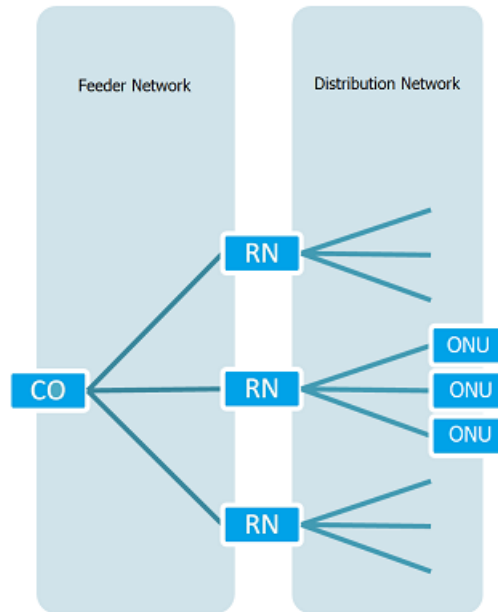 Feeder Network
Distribution Network
RN
ONU
CO
RN
ONU
ONU
RN